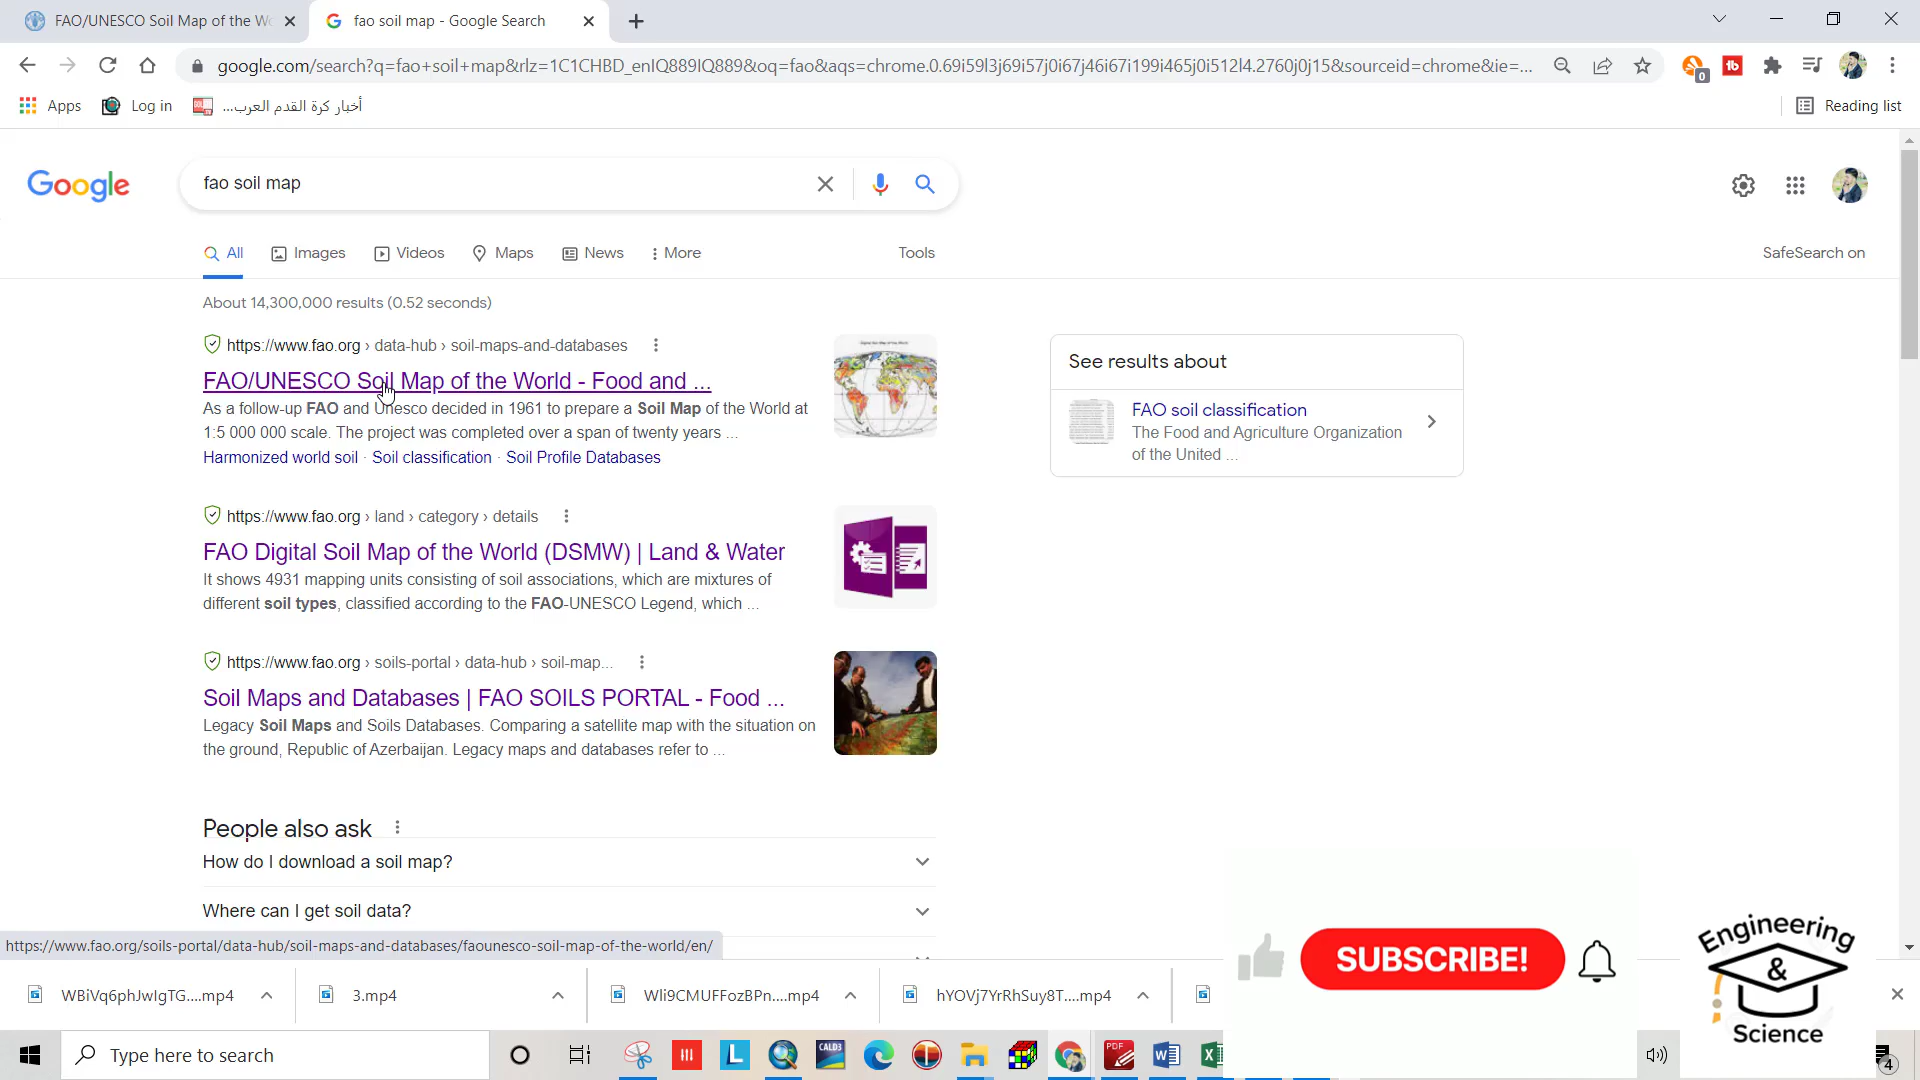 FAO/UNESCO Soil Map of the Wo
fao soil map - Google Search
google.com/search?q=fao+soil+map&rlz=1C1CHBD_enIQ889IQ889&oq=fao&aqs=chrome.0.69i59l3j69i57j0i67j46i67i199i465j0i512l4.2760j0j15&sourceid=chrome&ie=...
0
Apps
Log in
أخبار كرة القدم العرب...
Reading list
Google
fao soil map
All
Images
Videos
Maps
News
More
Tools
SafeSearch on
About 14,300,000 results (0.52 seconds)
https://www.fao.org › data-hub › soil-maps-and-databases
FAO/UNESCO Soil Map of the World - Food and ...
As a follow-up FAO and Unesco decided in 1961 to prepare a Soil Map of the World at
1:5 000 000 scale. The project was completed over a span of twenty years ...
Harmonized world soil · Soil classification · Soil Profile Databases
See results about
FAO soil classification
The Food and Agriculture Organization
of the United ...
https://www.fao.org › land › category › details
FAO Digital Soil Map of the World (DSMW) | Land & Water
It shows 4931 mapping units consisting of soil associations, which are mixtures of
different soil types, classified according to the FAO-UNESCO Legend, which ...
https://www.fao.org › soils-portal › data-hub › soil-map...
Soil Maps and Databases | FAO SOILS PORTAL - Food ...
Legacy Soil Maps and Soils Databases. Comparing a satellite map with the situation on
the ground, Republic of Azerbaijan. Legacy maps and databases refer to ...
People also ask
How do I download a soil map?
Where can I get soil data?
https://www.fao.org/soils-portal/data-hub/soil-maps-and-databases/faounesco-soil-map-of-the-world/en/
WBiVq6phJwIgTG....mp4
3.mp4
Wli9CMUFFozBPn....mp4
hYOVj7YrRhSuy8T....mp4
SUBSCRIBE!
Engineering
&
Science
Type here to search
CALD3
PDF
4